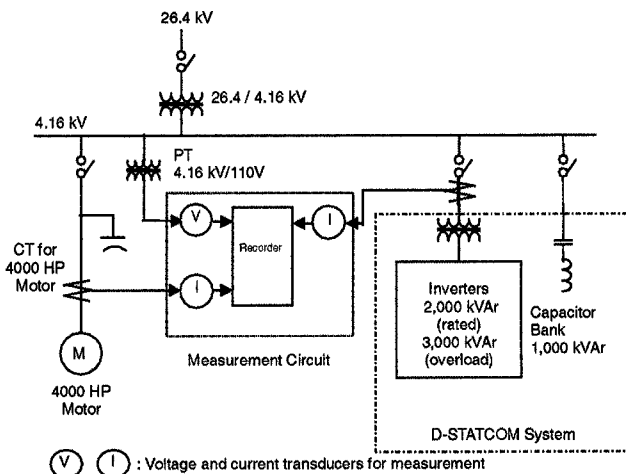 26.4 kV
26.4 / 4.16 kV
4.16 kV
PT
4.16 kV/110V
V
I
Recorder
I
CT for
4000 HP
Motor
M
4000 HP
Motor
Measurement Circuit
Inverters
2,000 kVAr
(rated)
3,000 kVAr
(overload)
Capacitor
Bank
1,000 kVAr
D-STATCOM System
V I : Voltage and current transducers for measurement